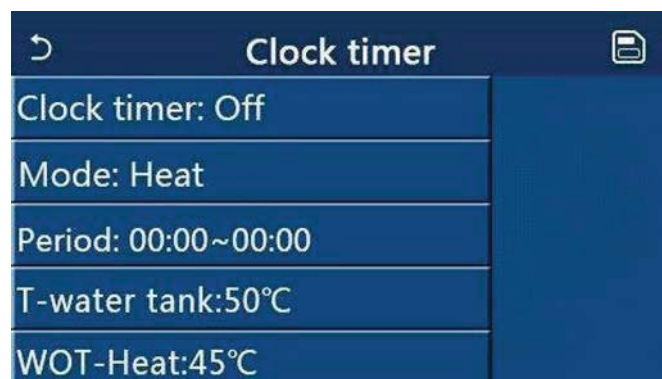 Clock timer
Clock timer: Off
Mode: Heat
Period: 00:00~00:00
T-water tank:50℃
WOT-Heat:45℃